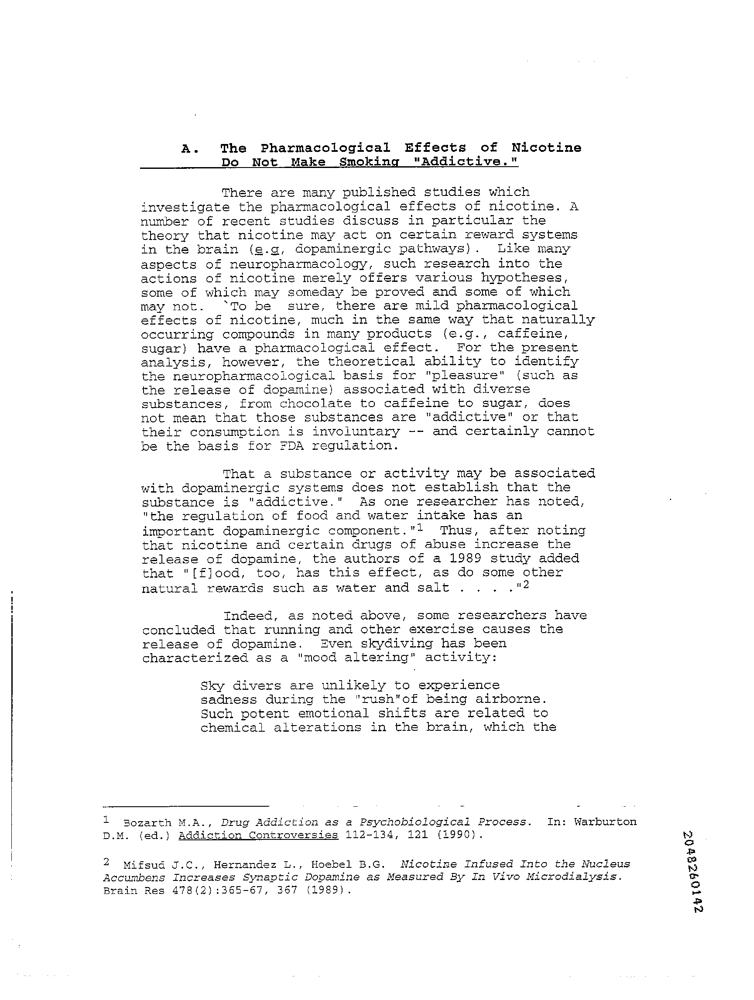 A. The Pharmacological Effects of Nicotine
Do Not Make Smoking "Addictive."
There are many published studies which
investigate the pharmacological effects of nicotine. A
number of recent studies discuss in particular the
theory that nicotine may act on certain reward systems
in the brain (e.g, dopaminergic pathways). Like many
aspects of neuropharmacology, such research into the
actions of nicotine merely offers various hypotheses,
some of which may someday be proved and some of which
may not. `To be sure, there are mild pharmacological
effects of nicotine, much in the same way that naturally
occurring compounds in many products (e.g., caffeine,
sugar) have a pharmacological effect. For the present
analysis, however, the theoretical ability to identify
the neuropharmacological basis for "pleasure" (such as
the release of dopamine) associated with diverse
substances, from chocolate to caffeine to sugar, does
not mean that those substances are "addictive" or that
their consumption is involuntary -- and certainly cannot
be the basis for FDA regulation.
That a substance or activity may be associated
with dopaminergic systems does not establish that the
substance is "addictive." As one researcher has noted,
"the regulation of food and water intake has an
important dopaminergic component."1 Thus, after noting
that nicotine and certain drugs of abuse increase the
release of dopamine, the authors of a 1989 study added
that "[f]ood, too, has this effect, as do some other
natural rewards such as water and salt . . . ."2
Indeed, as noted above, some researchers have
concluded that running and other exercise causes the
release of dopamine. Even skydiving has been
characterized as a "mood altering" activity:
Sky divers are unlikely to experience
sadness during the "rush"of being airborne.
Such potent emotional shifts are related to
chemical alterations in the brain, which the
1 Bozarth M.A., Drug Addiction as a Psychobiological Process. In: Warburton
D.M. (ed.) Addiction Controversies 112-134, 121 (1990).
2 Mifsud J.C., Hernandez L., Hoebel B.G. Nicotine Infused Into the Nucleus
Accumbens Increases Synaptic Dopamine as Measured By In Vivo Microdialysis.
Brain Res 478(2):365-67, 367 (1989).
2048260142